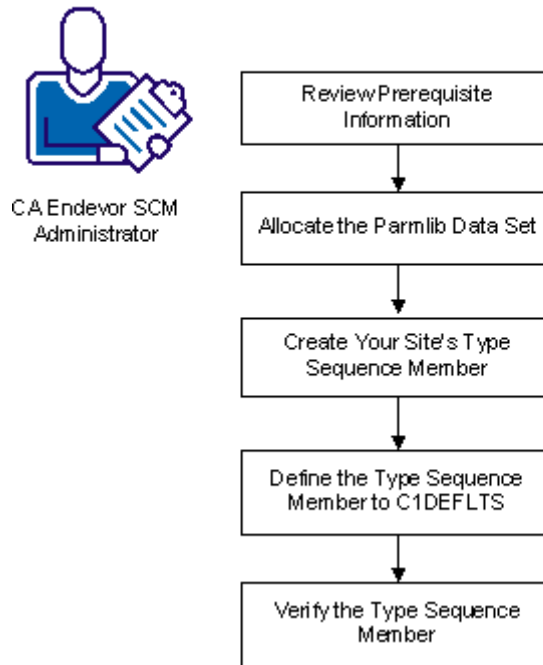 Review Prerequisite
Information
CA Endevor SCM
Administrator
Allocate the Parmlib Data Set
Create Your Site's Type
Sequence Member
Define the Type Sequence
Member to C1DEFLTS
Verify the Type Sequence
Member